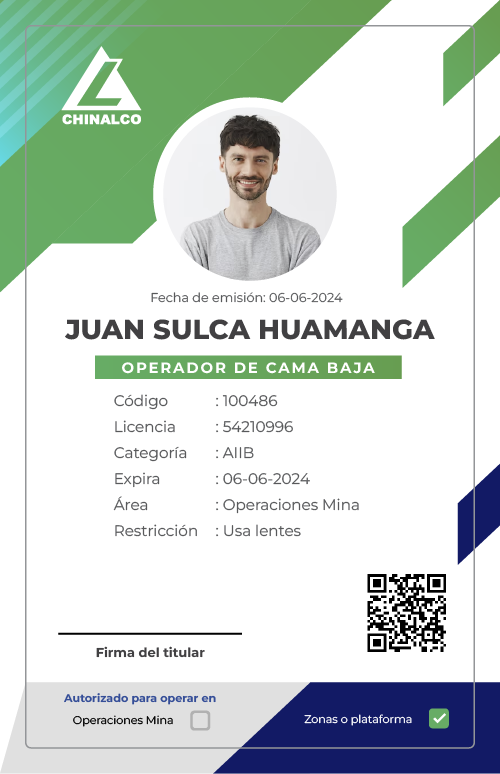 CHINALCO
Fecha de emisión: 06-06-2024
JUAN SULCA HUAMANGA
OPERADOR DE CAMA BAJA
Código : 100486
Licencia : 54210996
Categoría : AIIB
Expira : 06-06-2024
Área : Operaciones Mina
Restricción : Usa lentes
Firma del titular
Autorizado para operar en
Operaciones Mina
Zonas o plataforma